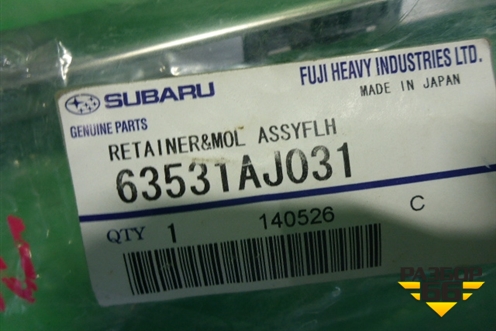 SUBARU
FUJI HEAVY INDUSTRIES LTD.
MADE IN JAPAN
GENUINE PARTS
RETAINER&MOL ASSYFLH
63531AJ031
QTY 1 140526 C